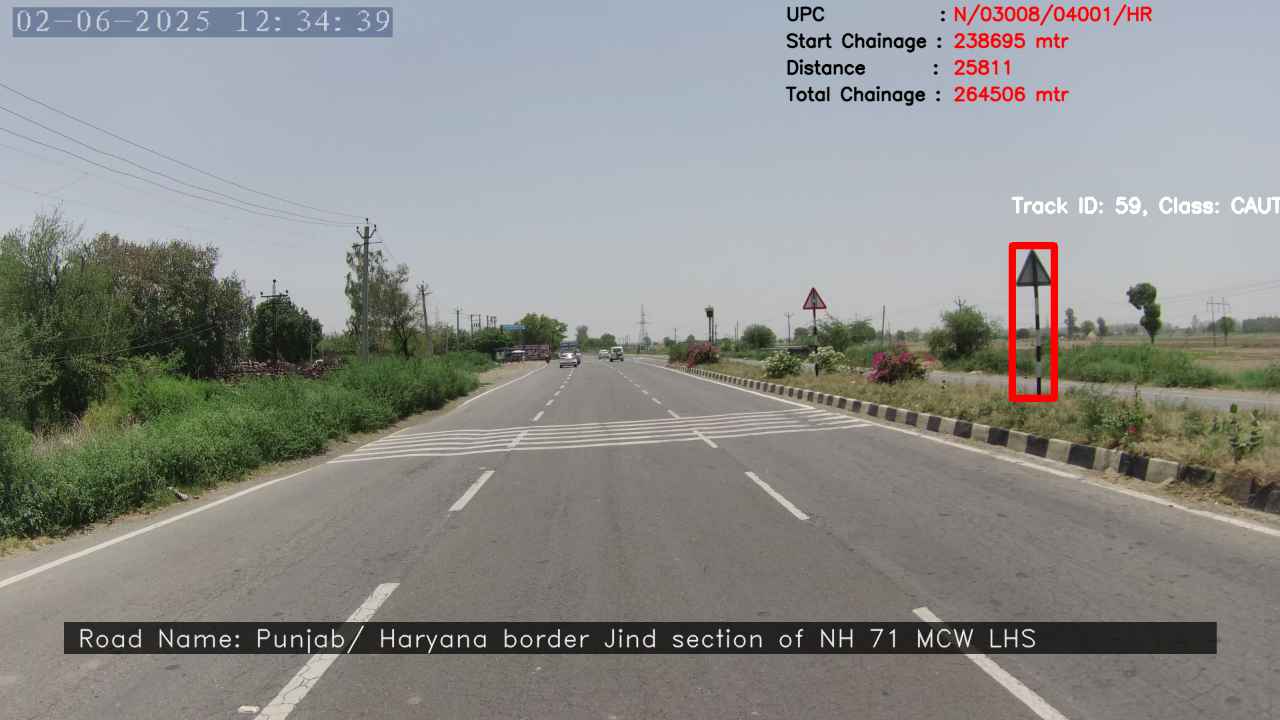 02-06-2025 12:34:39
UPC : N/03008/04001/HR
Start Chainage : 238695 mtr
Distance : 25811
Total Chainage : 264506 mtr
Track ID: 59, Class: CAUT
Road Name: Punjab/ Haryana border Jind section of NH 71 MCW LHS